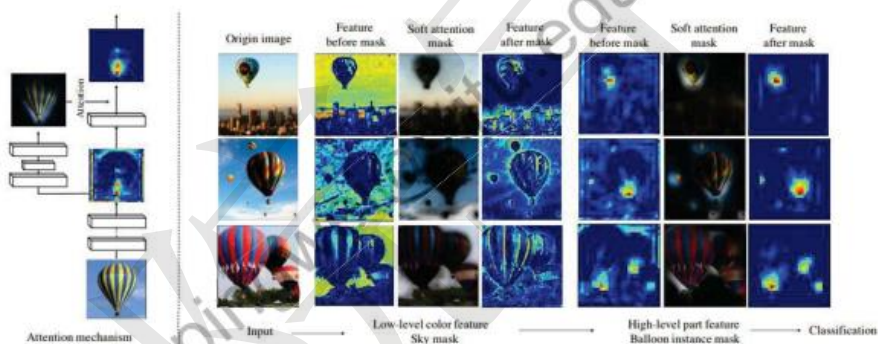 Origin image
Feature
before mask
Soft attention
mask
Feature
after mask
Feature
before mask
Soft attention
mask
Feature
after mask
Attention
Attention mechanism
Input
Low-level color feature
Sky mask
High-level part feature
Balloon instance mask
Classification